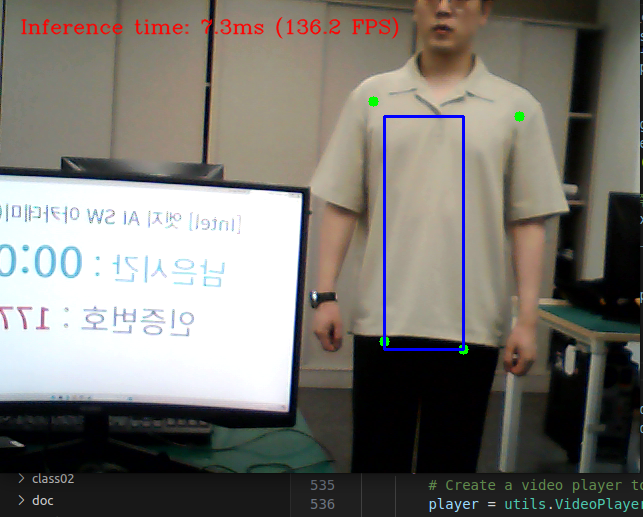 Inference time: 7.3ms (136.2 FPS)
[Intel] 엣지 AI SW 아카데미
남은시간 : 00:0
인증번호 : 177
class02
doc
535 # Create a video player to
536 player = utils.VideoPlayer